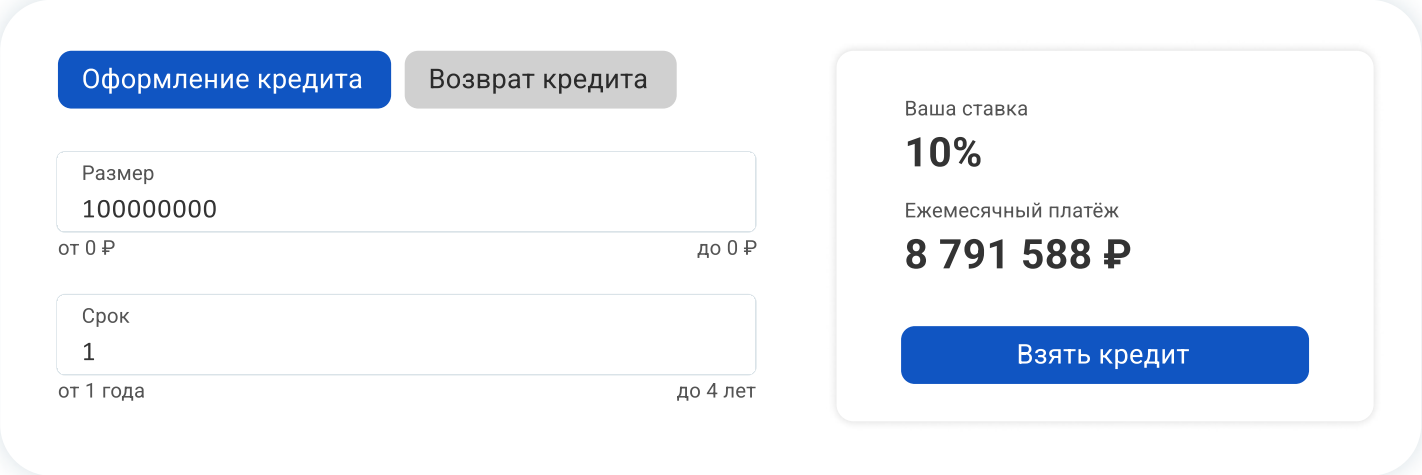 Оформление кредита
Возврат кредита
Размер
100000000
от 0 ₽
до 0 ₽
Срок
1
от 1 года
до 4 лет
Ваша ставка
10%
Ежемесячный платёж
8 791 588 ₽
Взять кредит